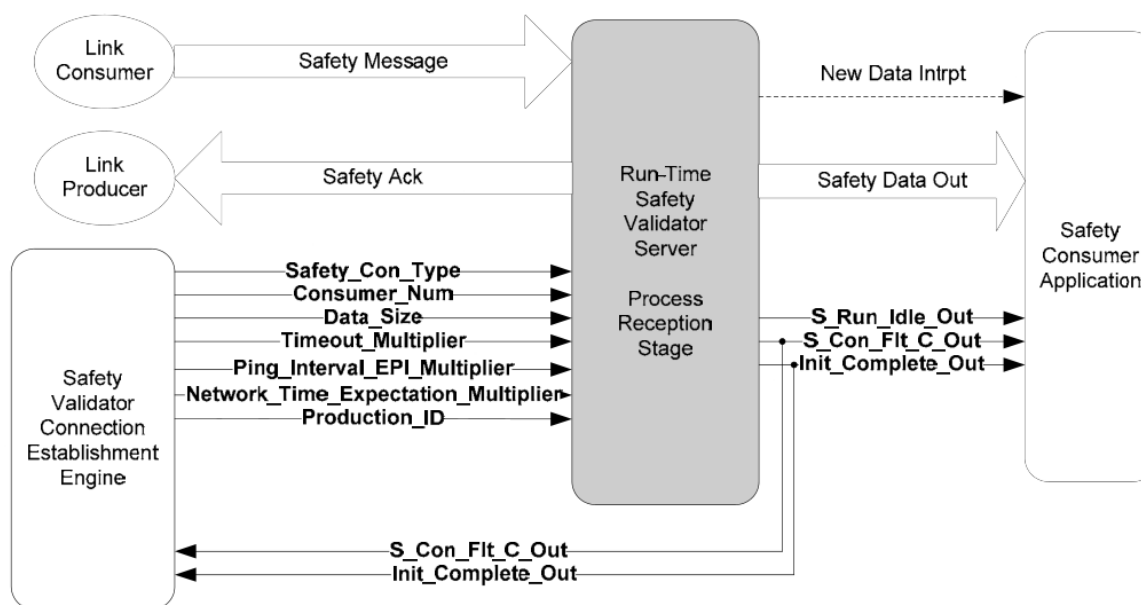 Link
Consumer
Safety Message
New Data Intrpt
Link
Producer
Safety Ack
Run-Time
Safety
Validator
Server
Process
Reception
Stage
Safety Data Out
Safety
Consumer
Application
Safety
Validator
Connection
Establishment
Engine
Safety_Con_Type
Consumer_Num
Data_Size
Timeout_Multiplier
Ping_Interval_EPI_Multiplier
Network_Time_Expectation_Multiplier
Production_ID
S_Run_Idle_Out
S_Con_Flt_C_Out
Init_Complete_Out
S_Con_Flt_C_Out
Init_Complete_Out